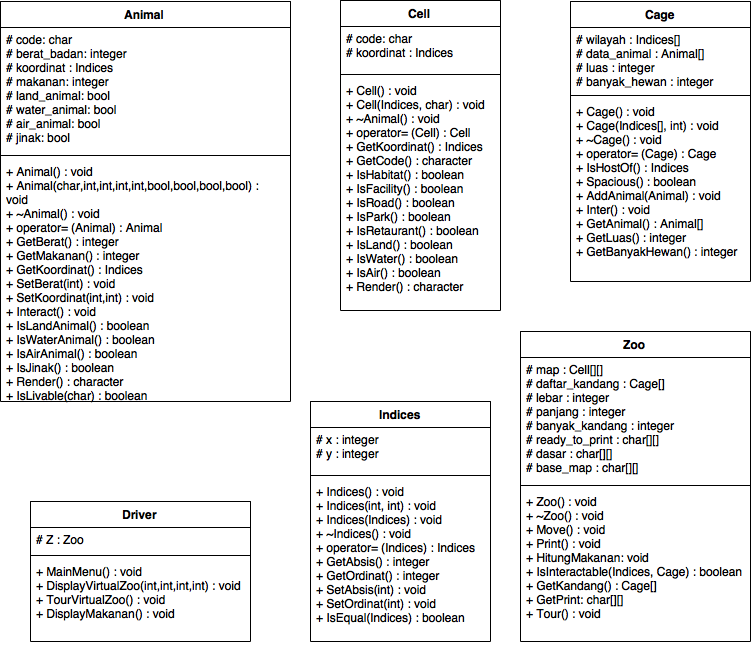 Animal
# code: char
# berat_badan: integer
# koordinat : Indices
# makanan: integer
# land_animal: bool
# water_animal: bool
# air_animal: bool
# jinak: bool
+ Animal() : void
+ Animal(char,int,int,int,int,bool,bool,bool,bool) :
void
+ ~Animal() : void
+ operator= (Animal) : Animal
+ GetBerat() : integer
+ GetMakanan() : integer
+ GetKoordinat() : Indices
+ SetBerat(int) : void
+ SetKoordinat(int,int) : void
+ Interact() : void
+ IsLandAnimal() : boolean
+ IsWaterAnimal() : boolean
+ IsAirAnimal() : boolean
+ IsJinak() : boolean
+ Render() : character
+ IsLivable(char) : boolean
Cell
# code: char
# koordinat : Indices
+ Cell() : void
+ Cell(Indices, char) : void
+ ~Animal() : void
+ operator= (Cell) : Cell
+ GetKoordinat() : Indices
+ GetCode() : character
+ IsHabitat() : boolean
+ IsFacility() : boolean
+ IsRoad() : boolean
+ IsPark() : boolean
+ IsRetaurant() : boolean
+ IsLand() : boolean
+ IsWater() : boolean
+ IsAir() : boolean
+ Render() : character
Cage
# wilayah : Indices[]
# data_animal : Animal[]
# luas : integer
# banyak_hewan : integer
+ Cage() : void
+ Cage(Indices[], int) : void
+ ~Cage() : void
+ operator= (Cage) : Cage
+ IsHostOf() : Indices
+ Spacious() : boolean
+ AddAnimal(Animal) : void
+ Inter() : void
+ GetAnimal() : Animal[]
+ GetLuas() : integer
+ GetBanyakHewan() : integer
Driver
# Z : Zoo
+ MainMenu() : void
+ DisplayVirtualZoo(int,int,int,int) : void
+ TourVirtualZoo() : void
+ DisplayMakanan() : void
Indices
# x : integer
# y : integer
+ Indices() : void
+ Indices(int, int) : void
+ Indices(Indices) : void
+ ~Indices() : void
+ operator= (Indices) : Indices
+ GetAbsis() : integer
+ GetOrdinat() : integer
+ SetAbsis(int) : void
+ SetOrdinat(int) : void
+ IsEqual(Indices) : boolean
Zoo
# map : Cell[][]
# daftar_kandang : Cage[]
# lebar : integer
# panjang : integer
# banyak_kandang : integer
# ready_to_print : char[][]
# dasar : char[][]
# base_map : char[][]
+ Zoo() : void
+ ~Zoo() : void
+ Move() : void
+ Print() : void
+ HitungMakanan: void
+ IsInteractable(Indices, Cage) : boolean
+ GetKandang() : Cage[]
+ GetPrint: char[][]
+ Tour() : void